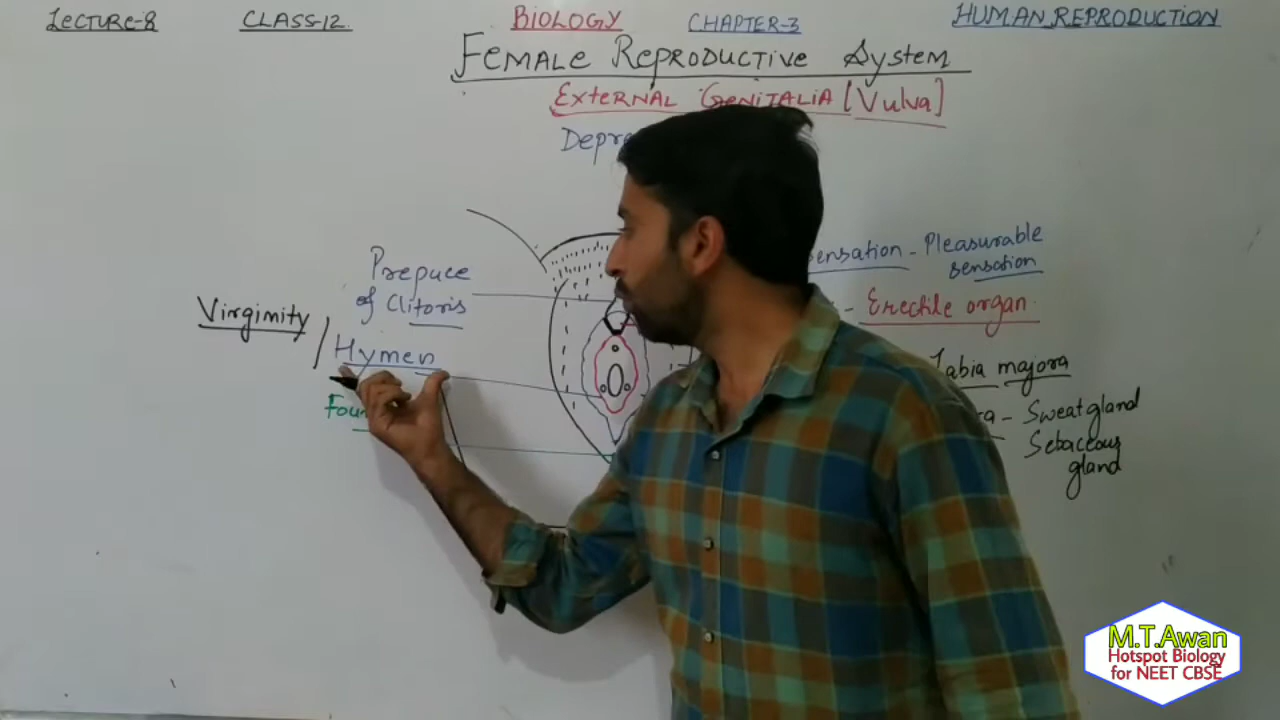 LECTURE-8 CLASS-12 BIOLOGY CHAPTER-3 HUMAN REPRODUCTION
FEMALE REPRODUCTIVE System
EXTERNAL GENITALIA [Vulva]
Prepuce
of Clitoris
Virgimity / Hymen
sensation - Pleasurable
sensation
- Erectile organ
Labia majora
- Sweat gland
Sebaceous
gland
M.T.Awan
Hotspot Biology
for NEET CBSE